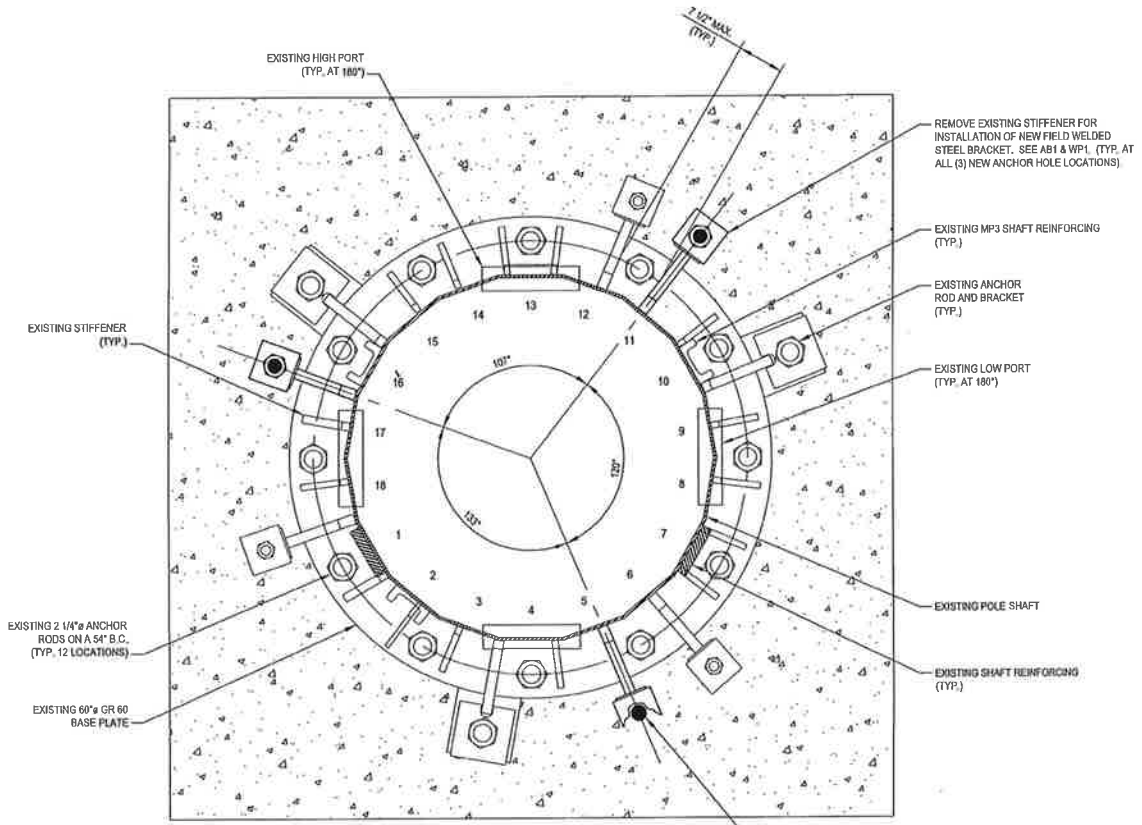 7 1/2" MAX.
(TYP.)
EXISTING HIGH PORT
(TYP. AT 180°)
REMOVE EXISTING STIFFENER FOR
INSTALLATION OF NEW FIELD WELDED
STEEL BRACKET. SEE AB1 & WP1. (TYP. AT
ALL (3) NEW ANCHOR HOLE LOCATIONS)
EXISTING MP3 SHAFT REINFORCING
(TYP.)
EXISTING ANCHOR
ROD AND BRACKET
(TYP.)
EXISTING STIFFENER
(TYP.)
EXISTING LOW PORT
(TYP. AT 180°)
13
14
12
15
11
16
10
107°
120°
133°
17
9
18
8
1
7
2
6
3
4
5
EXISTING 2 1/4"ø ANCHOR
RODS ON A 54" B.C.
(TYP. 12 LOCATIONS)
EXISTING POLE SHAFT
EXISTING SHAFT REINFORCING
(TYP.)
EXISTING 60"ø GR 60
BASE PLATE